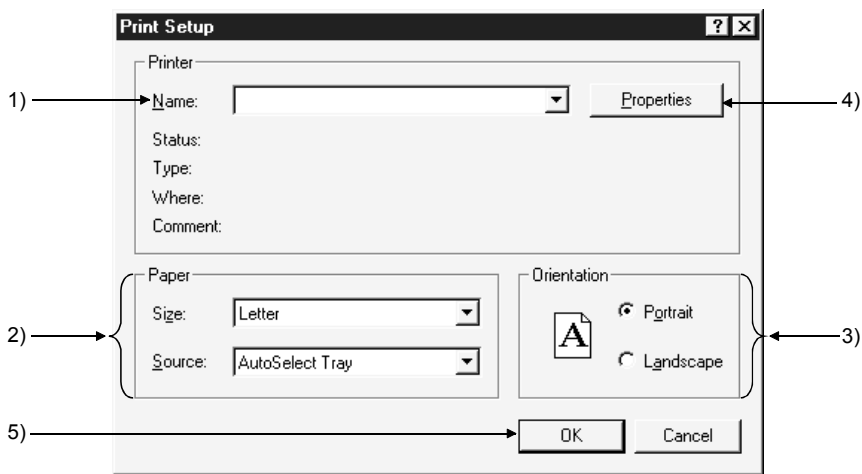 Print Setup
Printer
1) Name: Properties 4)
Status:
Type:
Where:
Comment:
Paper Orientation
Size: Letter Portrait
2) 3)
Source: AutoSelect Tray Landscape
A
5) OK Cancel